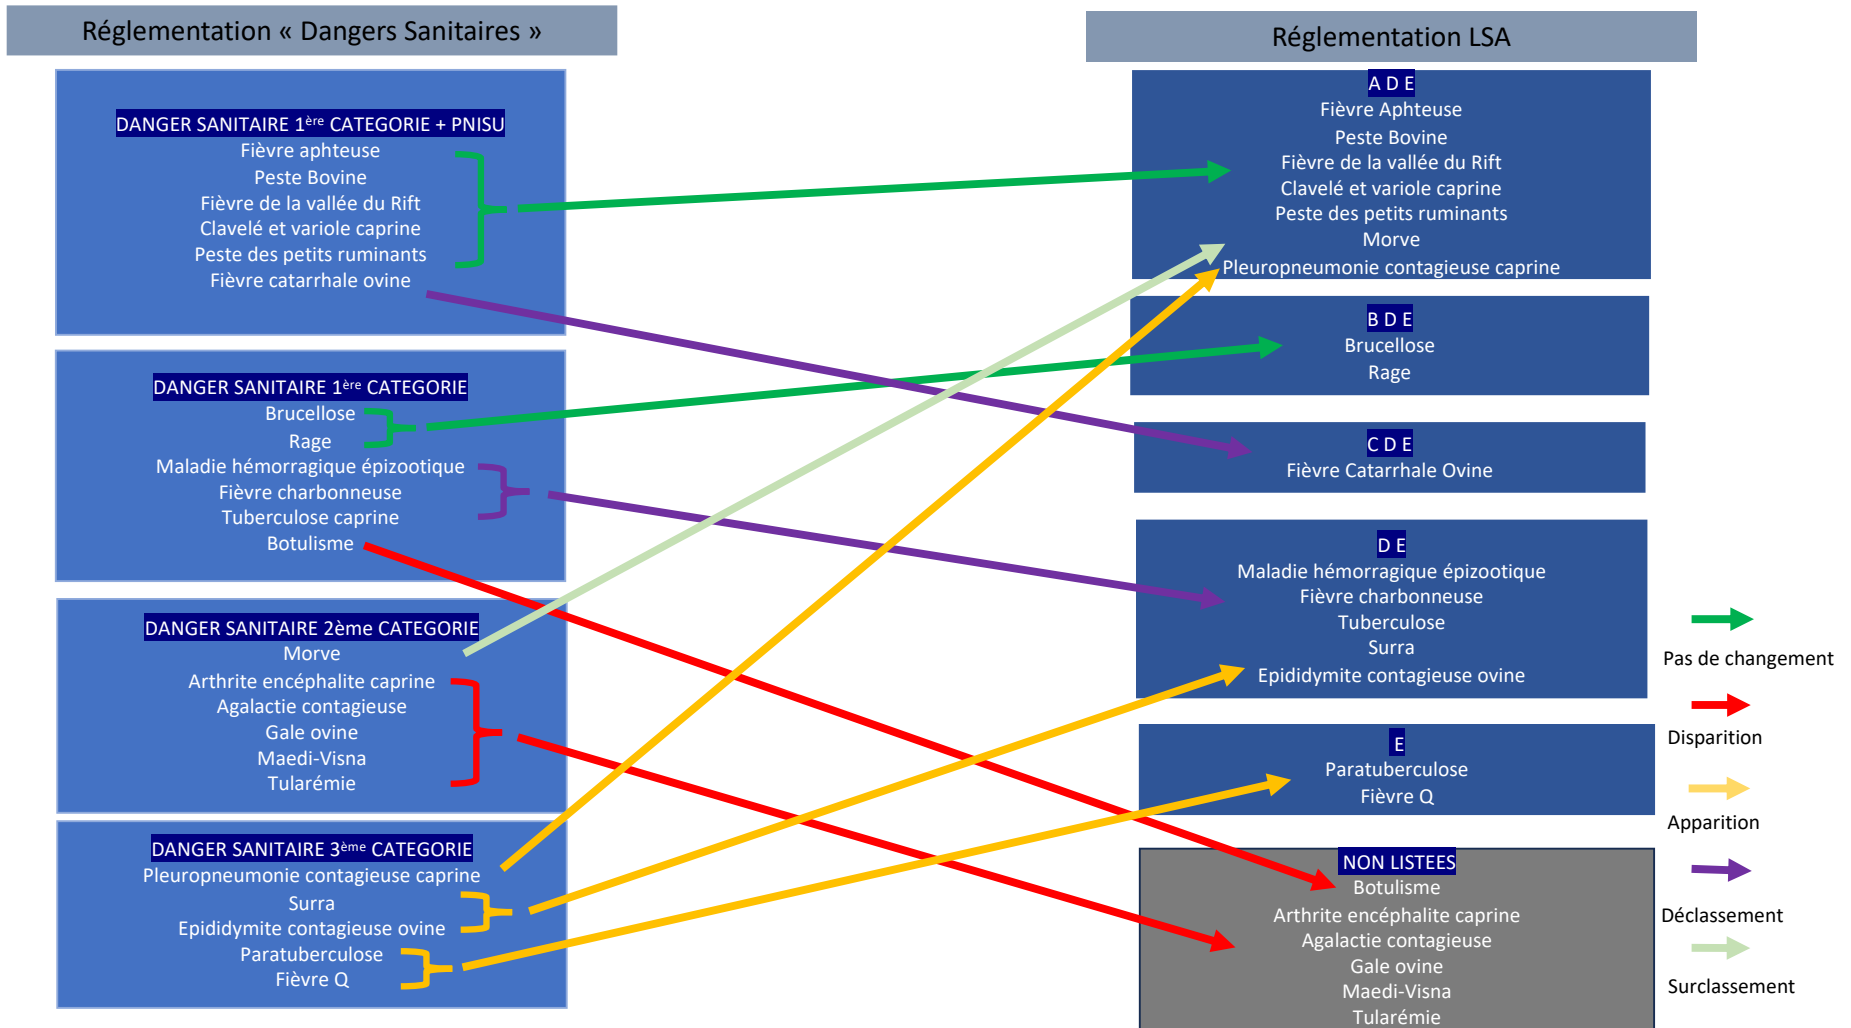 Réglementation « Dangers Sanitaires »
DANGER SANITAIRE 1ère CATEGORIE + PNISU
Fièvre aphteuse
Peste Bovine
Fièvre de la vallée du Rift
Clavelé et variole caprine
Peste des petits ruminants
Fièvre catarrhale ovine
DANGER SANITAIRE 1ère CATEGORIE
Brucellose
Rage
Maladie hémorragique épizootique
Fièvre charbonneuse
Tuberculose caprine
Botulisme
DANGER SANITAIRE 2ème CATEGORIE
Morve
Arthrite encéphalite caprine
Agalactie contagieuse
Gale ovine
Maedi-Visna
Tularémie
DANGER SANITAIRE 3ème CATEGORIE
Pleuropneumonie contagieuse caprine
Surra
Epididymite contagieuse ovine
Paratuberculose
Fièvre Q
Réglementation LSA
A D E
Fièvre Aphteuse
Peste Bovine
Fièvre de la vallée du Rift
Clavelé et variole caprine
Peste des petits ruminants
Morve
Pleuropneumonie contagieuse caprine
B D E
Brucellose
Rage
C D E
Fièvre Catarrhale Ovine
D E
Maladie hémorragique épizootique
Fièvre charbonneuse
Tuberculose
Surra
Epididymite contagieuse ovine
E
Paratuberculose
Fièvre Q
NON LISTEES
Botulisme
Arthrite encéphalite caprine
Agalactie contagieuse
Gale ovine
Maedi-Visna
Tularémie
Pas de changement
Disparition
Apparition
Déclassement
Surclassement